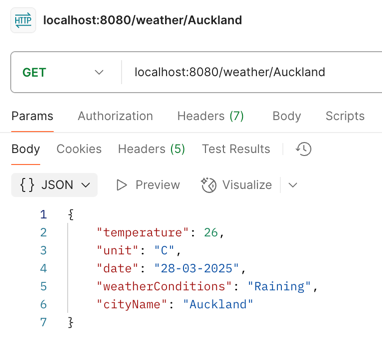 HTTP localhost:8080/weather/Auckland
GET localhost:8080/weather/Auckland
Params Authorization Headers (7) Body Scripts
Body Cookies Headers (5) Test Results
{} JSON Preview Visualize
1 {
2 "temperature": 26,
3 "unit": "C",
4 "date": "28-03-2025",
5 "weatherConditions": "Raining",
6 "cityName": "Auckland"
7 }